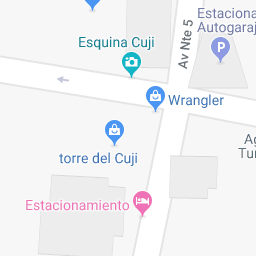 Estaciona
Autogaraj
P
Esquina Cuji
Av Nte 5
Wrangler
torre del Cuji
Estacionamiento